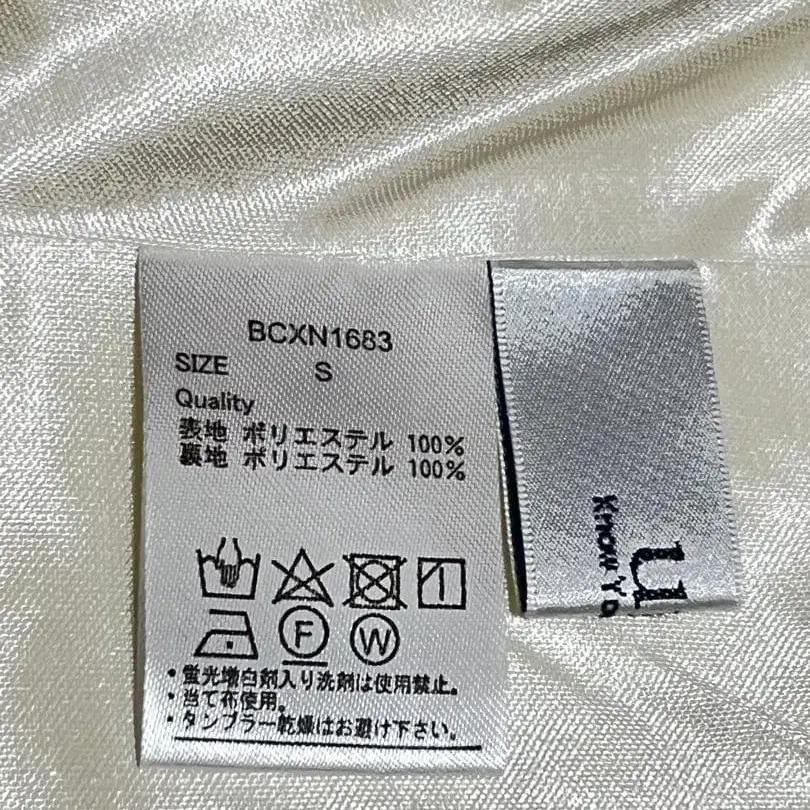 BCXN1683
SIZE S
Quality
表地 ポリエステル 100%
裏地 ポリエステル 100%
F W
・蛍光増白剤入り洗剤は使用禁止。
・当て布使用。
・タンブラー乾燥はお避け下さい。
u
Know Y